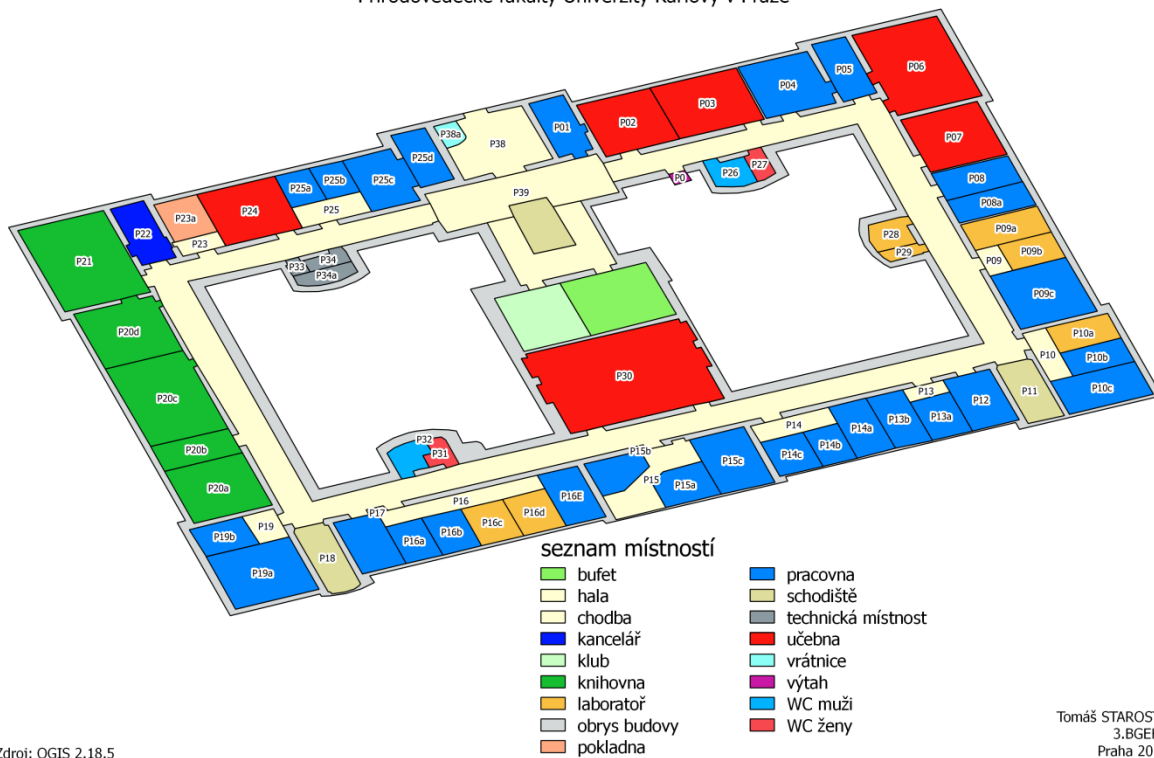 Přírodovědecké fakulty Univerzity Karlovy v Praze
P06
P05
P04
P03
P02
P01
P38a
P38
P25d
P07
P27
P26
P0
P08
P08a
P25c
P25b
P25a
P25
P24
P23a
P23
P22
P21
P39
P28
P29
P09a
P09b
P09
P09c
P33
P34
P34a
P20d
P10a
P10
P10b
P10c
P30
P11
P12
P13
P13a
P13b
P14
P14a
P14b
P14c
P20c
P20b
P20a
P32
P31
P15b
P15
P15a
P15c
P16
P16E
P16d
P16c
P16b
P16a
P17
P18
P19
P19b
P19a
seznam místností
bufet
hala
chodba
kancelář
klub
knihovna
laboratoř
obrys budovy
pokladna
pracovna
schodiště
technická místnost
učebna
vrátnice
výtah
WC muži
WC ženy
Zdroj: QGIS 2.18.5
Tomáš STAROST
3.BGEH
Praha 20